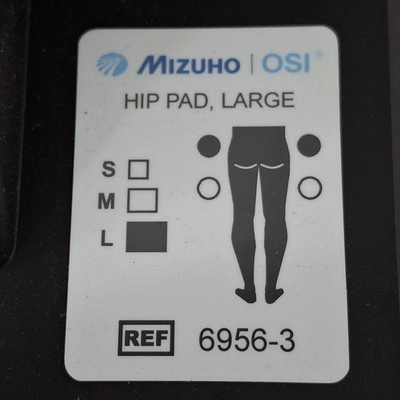 MIZUHO | OSI®
HIP PAD, LARGE
S
M
L
REF 6956-3